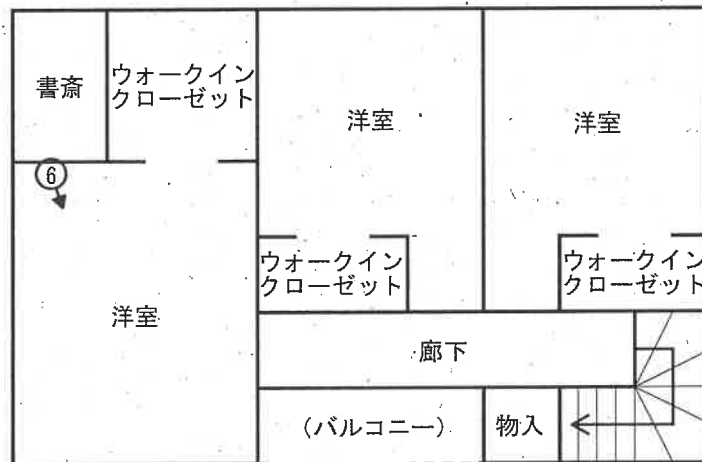 書斎
ウォークイン
クローゼット
洋室
洋室
⑥
ウォークイン
クローゼット
ウォークイン
クローゼット
洋室
廊下
(バルコニー)
物入